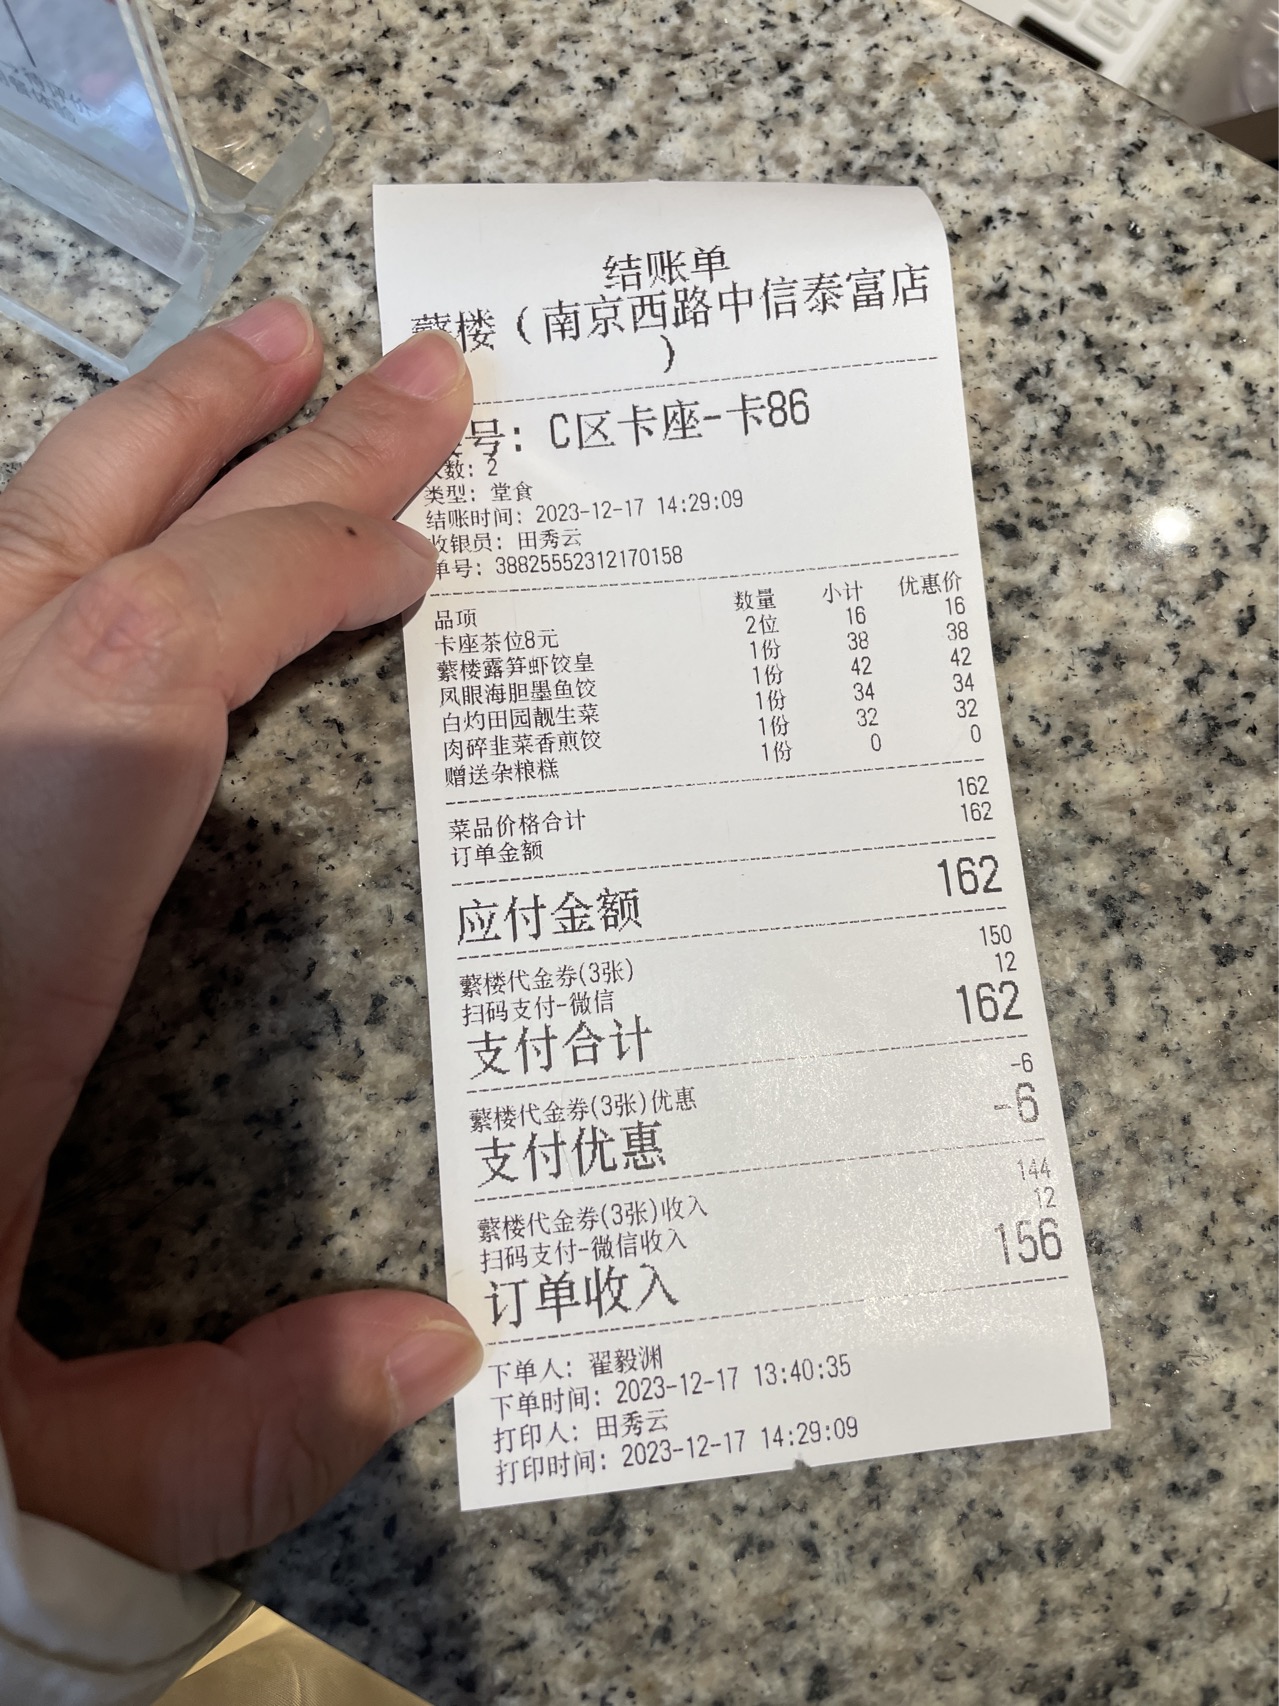 结账单
蘩楼（南京西路中信泰富店
）
号：C区卡座-卡86
数：2
类型：堂食
结账时间：2023-12-17 14:29:09
收银员：田秀云
单号：38825552312170158
品项 数量 小计 优惠价
卡座茶位8元 2位 16 16
蘩楼露笋虾饺皇 1份 38 38
凤眼海胆墨鱼饺 1份 42 42
白灼田园靓生菜 1份 34 34
肉碎韭菜香煎饺 1份 32 32
赠送杂粮糕 1份 0 0
菜品价格合计 162
订单金额 162
应付金额 162
蘩楼代金券(3张) 150
扫码支付-微信 12
支付合计 162
蘩楼代金券(3张)优惠 -6
支付优惠 -6
蘩楼代金券(3张)收入 144
扫码支付-微信收入 12
订单收入 156
下单人：翟毅渊
下单时间：2023-12-17 13:40:35
打印人：田秀云
打印时间：2023-12-17 14:29:09